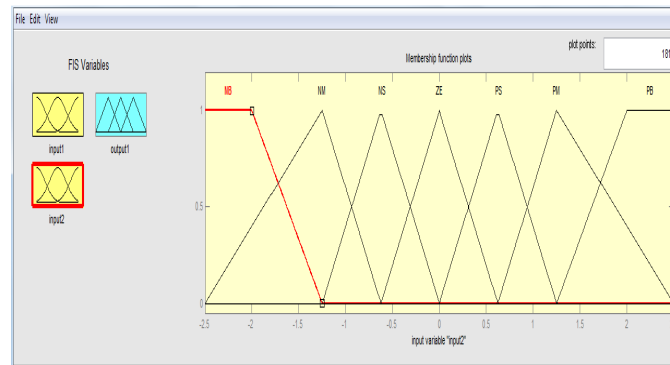 File Edit View
FIS Variables
input1
output1
input2
Membership function plots
plot points:
181
NB NM NS ZE PS PM PB
1
0.5
0
-2.5 -2 -1.5 -1 -0.5 0 0.5 1 1.5 2
input variable "input2"